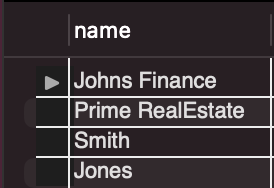 name
Johns Finance
Prime RealEstate
Smith
Jones